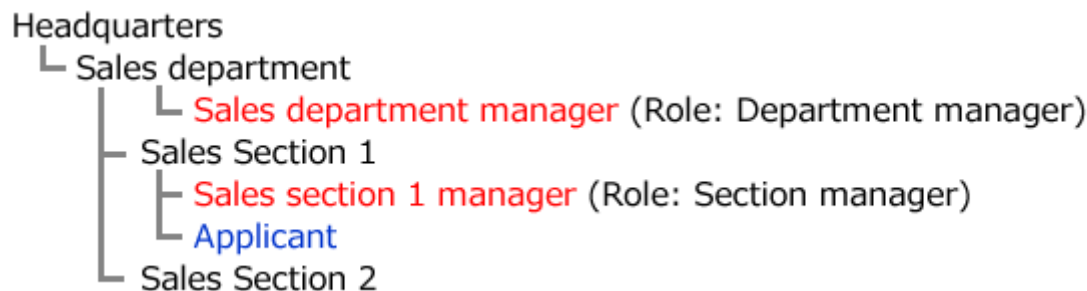 Headquarters
Sales department
Sales department manager (Role: Department manager)
Sales Section 1
Sales section 1 manager (Role: Section manager)
Applicant
Sales Section 2